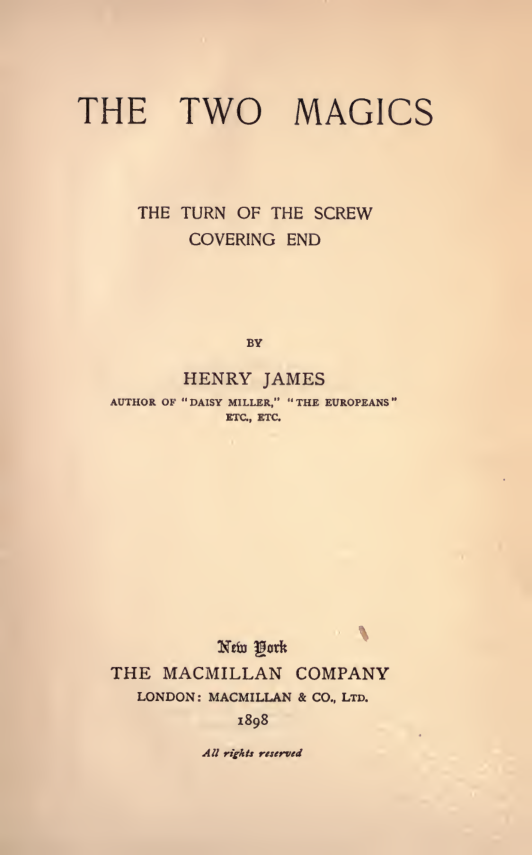 THE TWO MAGICS
THE TURN OF THE SCREW
COVERING END
BY
HENRY JAMES
AUTHOR OF "DAISY MILLER," "THE EUROPEANS"
ETC., ETC.
New York
THE MACMILLAN COMPANY
LONDON: MACMILLAN & CO., LTD.
1898
All rights reserved